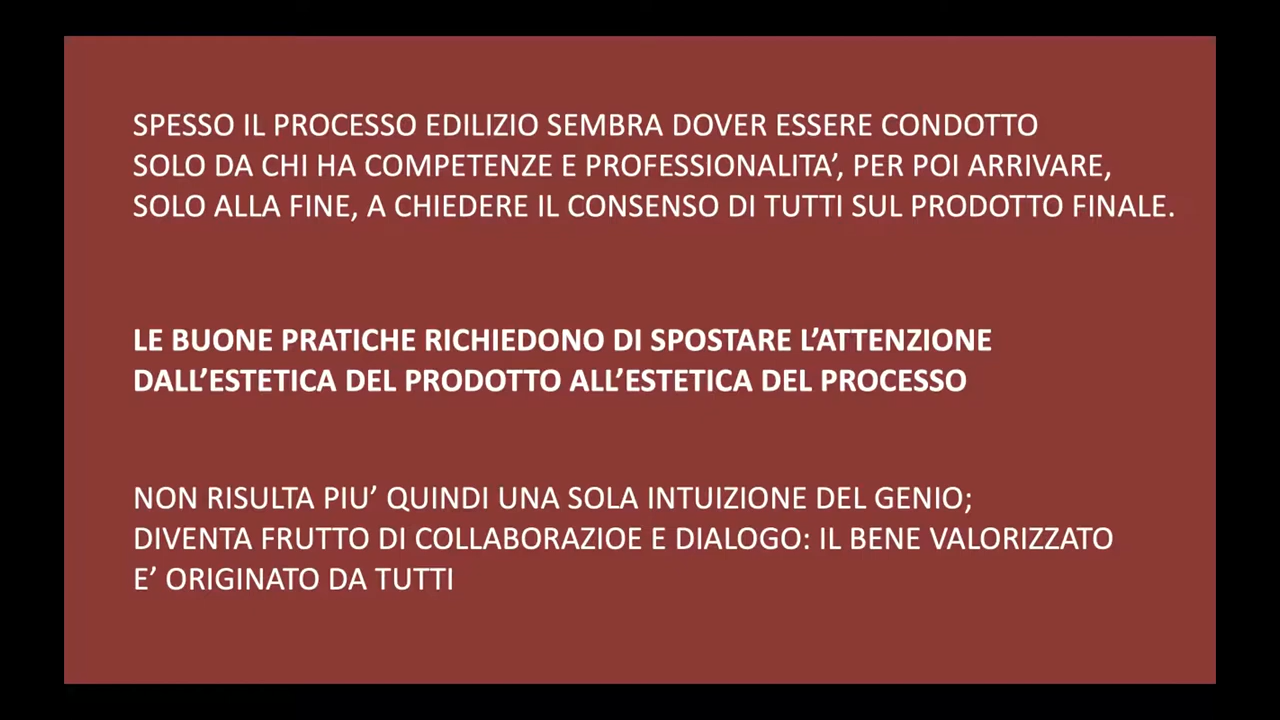 SPESSO IL PROCESSO EDILIZIO SEMBRA DOVER ESSERE CONDOTTO
SOLO DA CHI HA COMPETENZE E PROFESSIONALITA’, PER POI ARRIVARE,
SOLO ALLA FINE, A CHIEDERE IL CONSENSO DI TUTTI SUL PRODOTTO FINALE.
LE BUONE PRATICHE RICHIEDONO DI SPOSTARE L’ATTENZIONE
DALL’ESTETICA DEL PRODOTTO ALL’ESTETICA DEL PROCESSO
NON RISULTA PIU’ QUINDI UNA SOLA INTUIZIONE DEL GENIO;
DIVENTA FRUTTO DI COLLABORAZIOE E DIALOGO: IL BENE VALORIZZATO
E’ ORIGINATO DA TUTTI